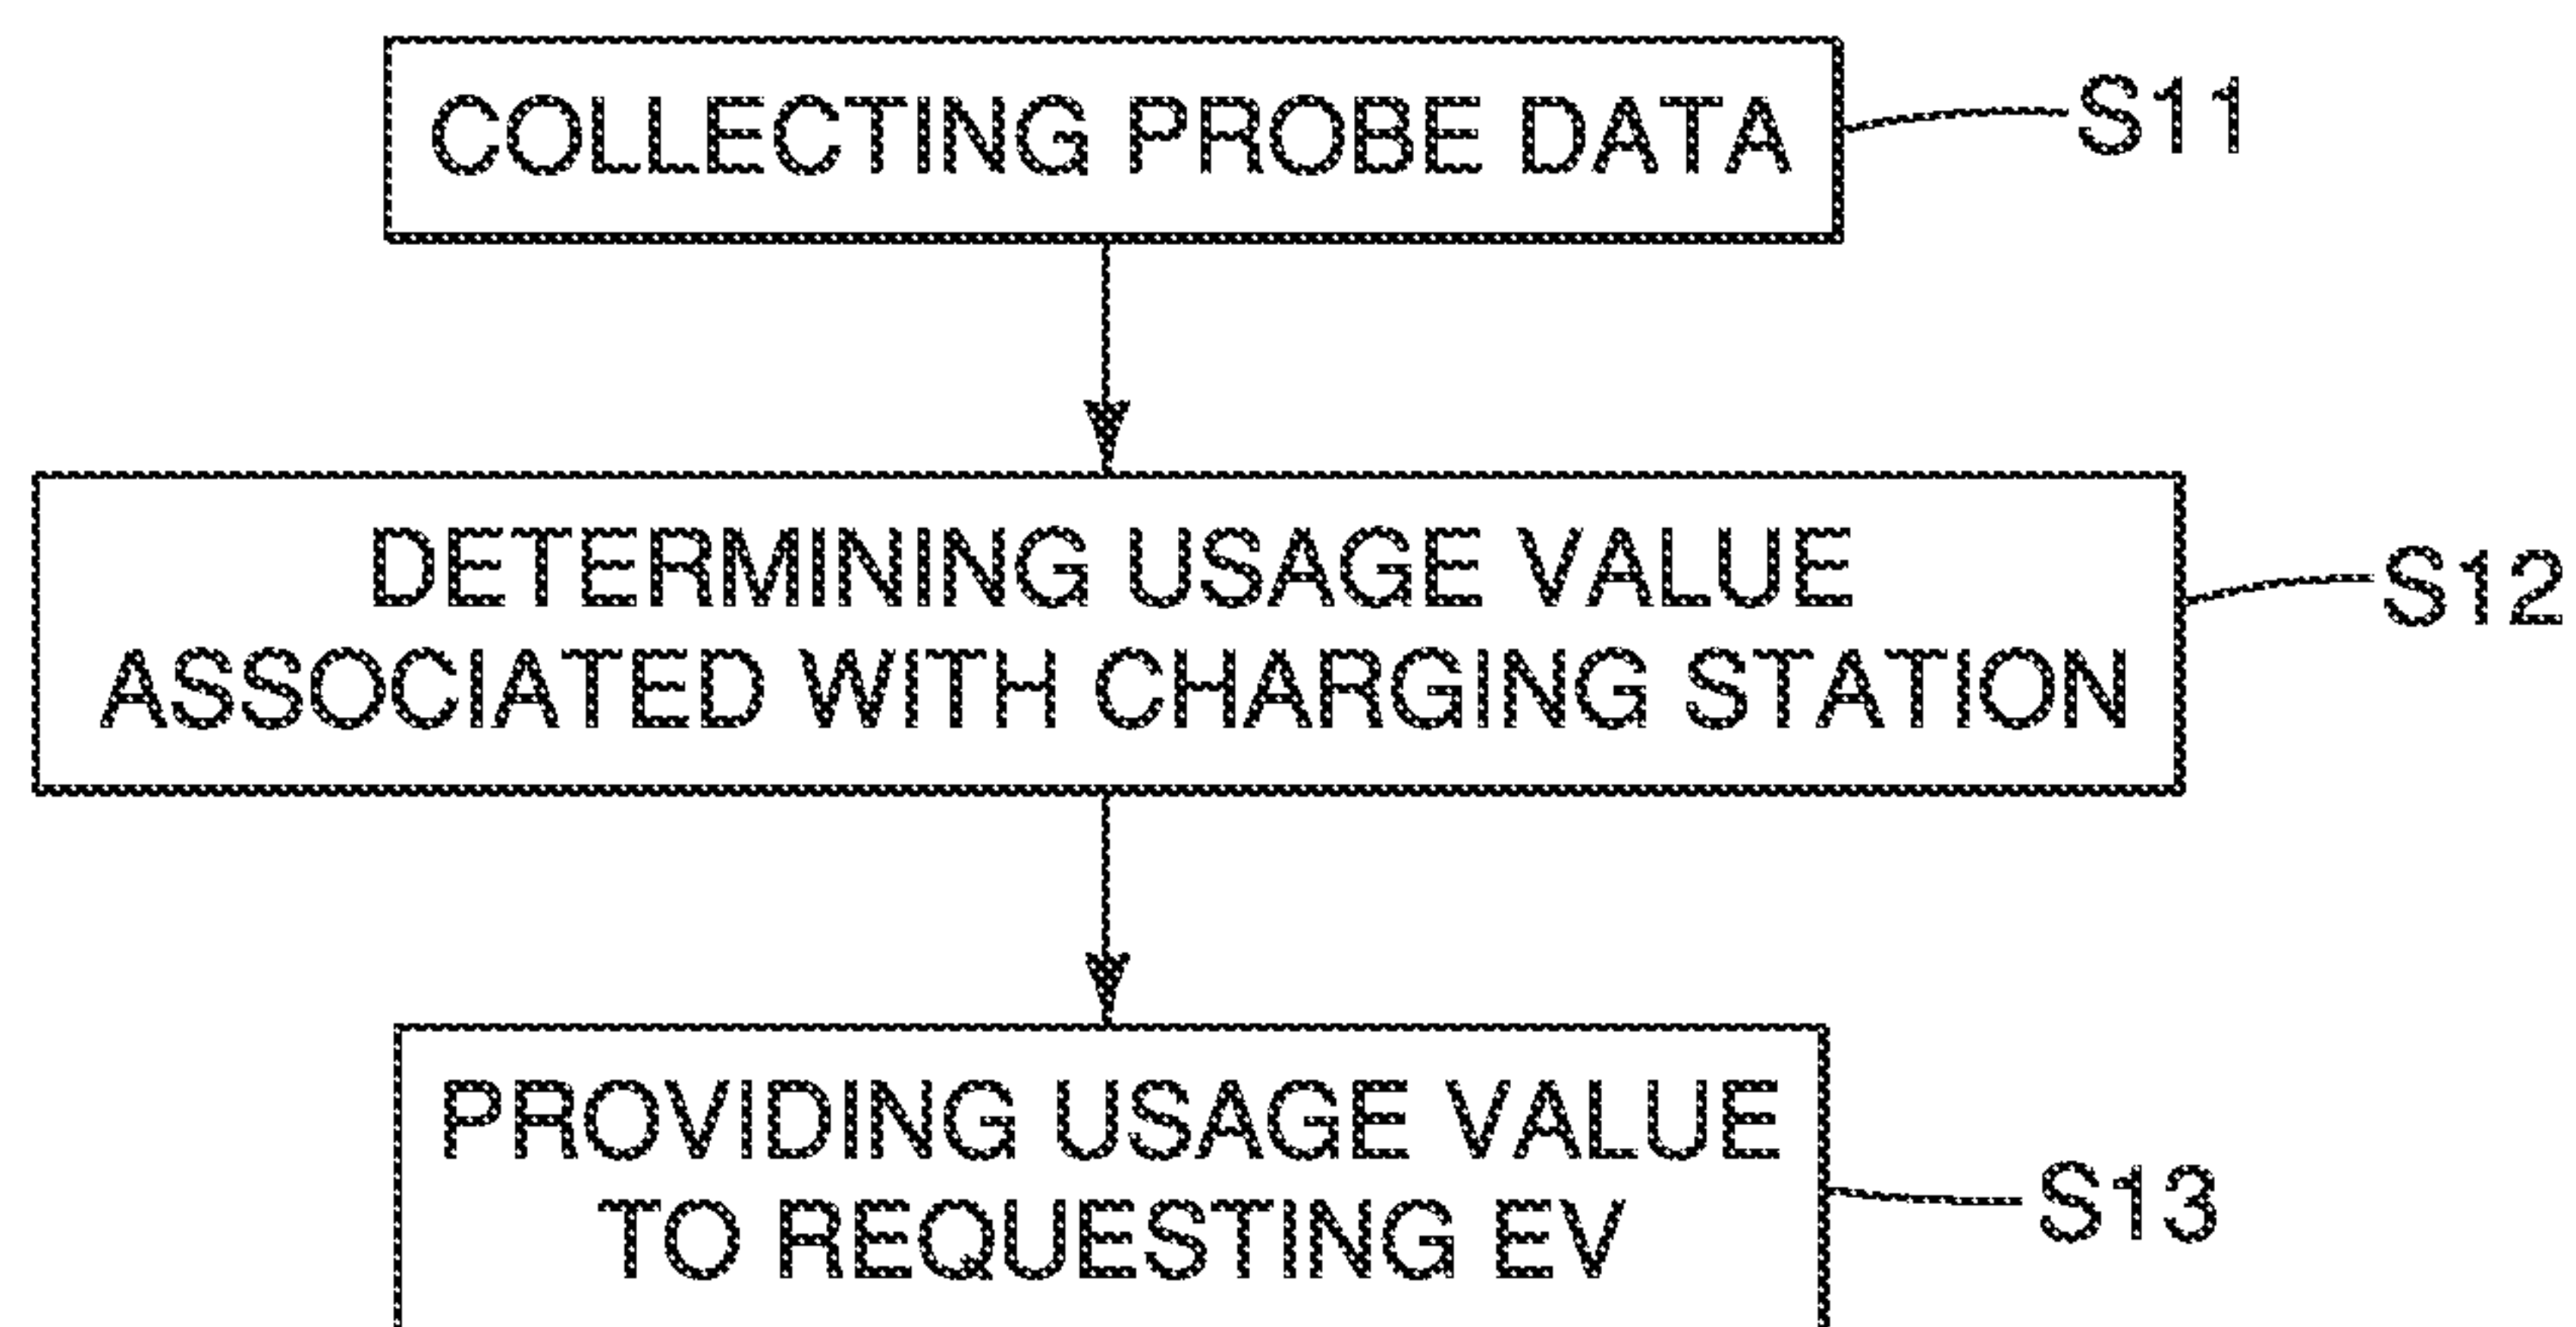 COLLECTING PROBE DATA
S11
DETERMINING USAGE VALUE
ASSOCIATED WITH CHARGING STATION
S12
PROVIDING USAGE VALUE
TO REQUESTING EV
S13